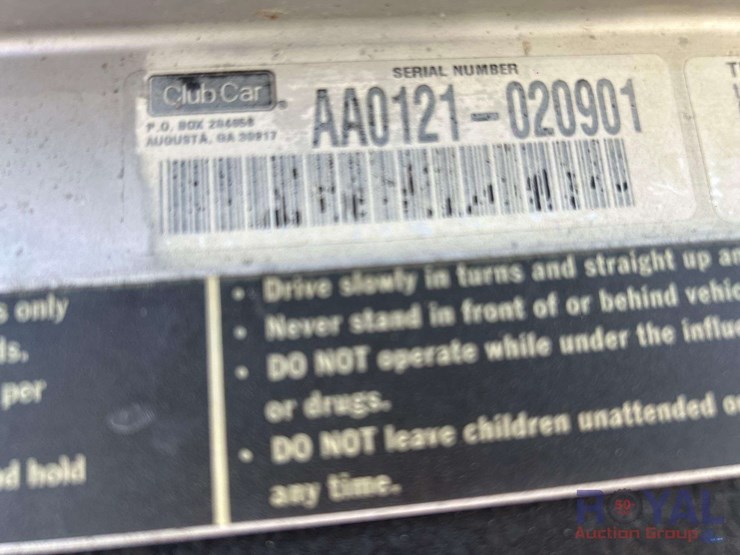 Club Car
SERIAL NUMBER
AA0121-020901
P.O. BOX 204658
AUGUSTA, GA 30917
s only
ls.
per
d hold
• Drive slowly in turns and straight up an
• Never stand in front of or behind vehic
• DO NOT operate while under the influe
or drugs.
• DO NOT leave children unattended o
any time.
ROYAL
Auction Group